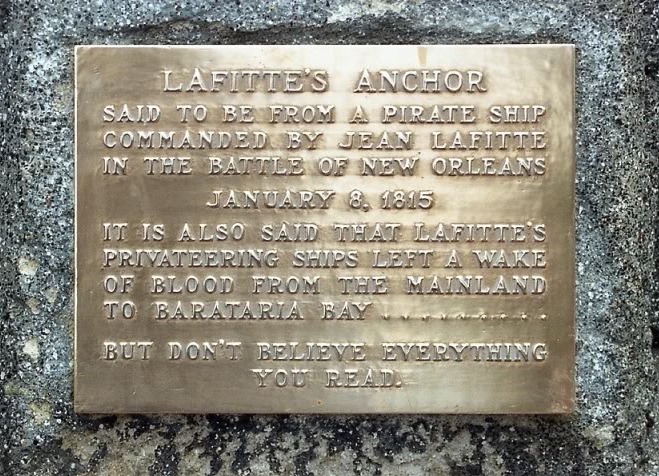 LAFITTE'S ANCHOR
SAID TO BE FROM A PIRATE SHIP
COMMANDED BY JEAN LAFITTE
IN THE BATTLE OF NEW ORLEANS
JANUARY 8, 1815
IT IS ALSO SAID THAT LAFITTE'S
PRIVATEERING SHIPS LEFT A WAKE
OF BLOOD FROM THE MAINLAND
TO BARATARIA BAY ..........
BUT DON'T BELIEVE EVERYTHING
YOU READ.